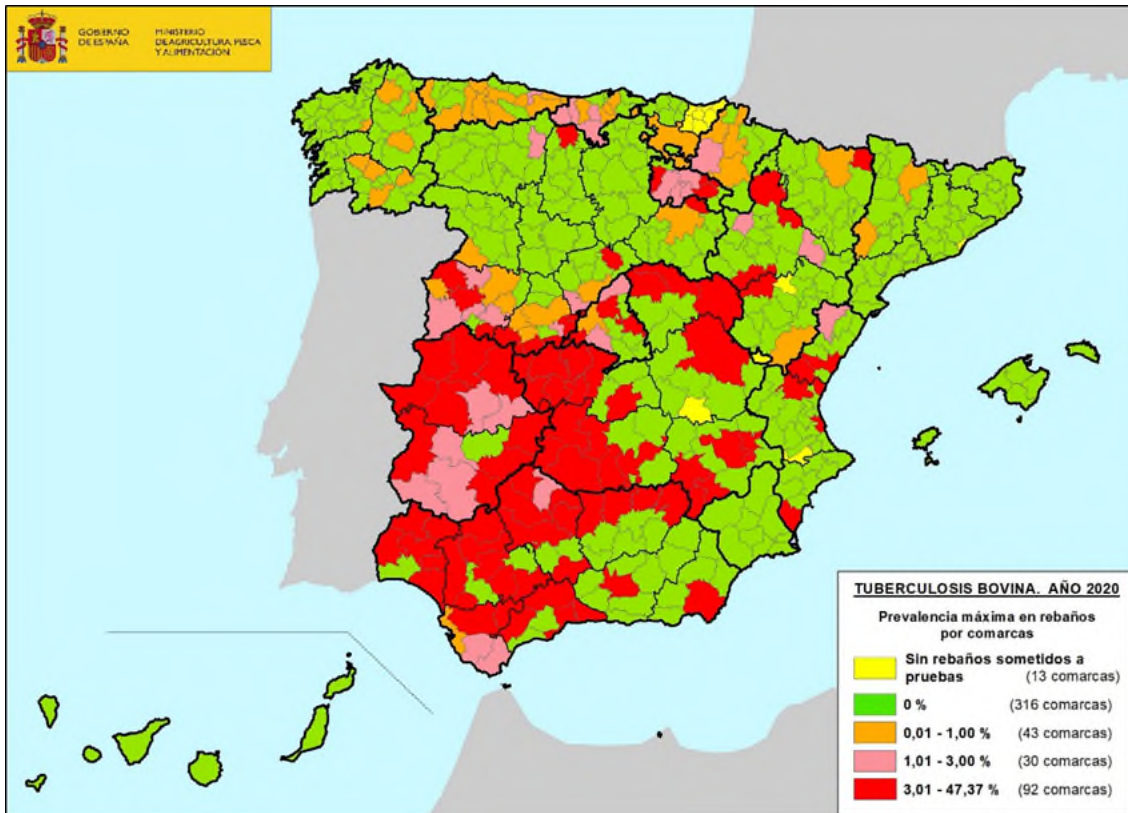 GOBIERNO
DE ESPAÑA
MINISTERIO
DE AGRICULTURA, PESCA
Y ALIMENTACIÓN
TUBERCULOSIS BOVINA. AÑO 2020
Prevalencia máxima en rebaños
por comarcas
Sin rebaños sometidos a
pruebas (13 comarcas)
0 % (316 comarcas)
0,01 - 1,00 % (43 comarcas)
1,01 - 3,00 % (30 comarcas)
3,01 - 47,37 % (92 comarcas)